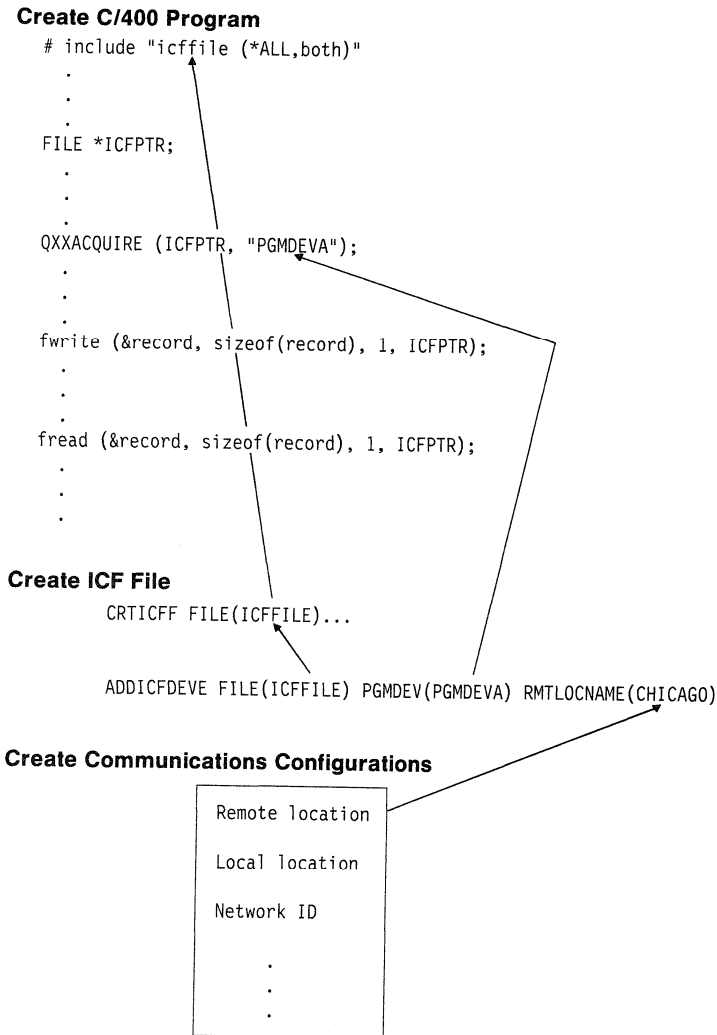 Create C/400 Program
# include "icffile (*ALL,both)"
.
.
.
FILE *ICFPTR;
.
.
.
QXXACQUIRE (ICFPTR, "PGMDEVA");
.
.
.
fwrite (&record, sizeof(record), 1, ICFPTR);
.
.
.
fread (&record, sizeof(record), 1, ICFPTR);
.
.
.
Create ICF File
CRTICFF FILE(ICFFILE)...
ADDICFDEVE FILE(ICFFILE) PGMDEV(PGMDEVA) RMTLOCNAME(CHICAGO)
Create Communications Configurations
Remote location
Local location
Network ID
.
.
.